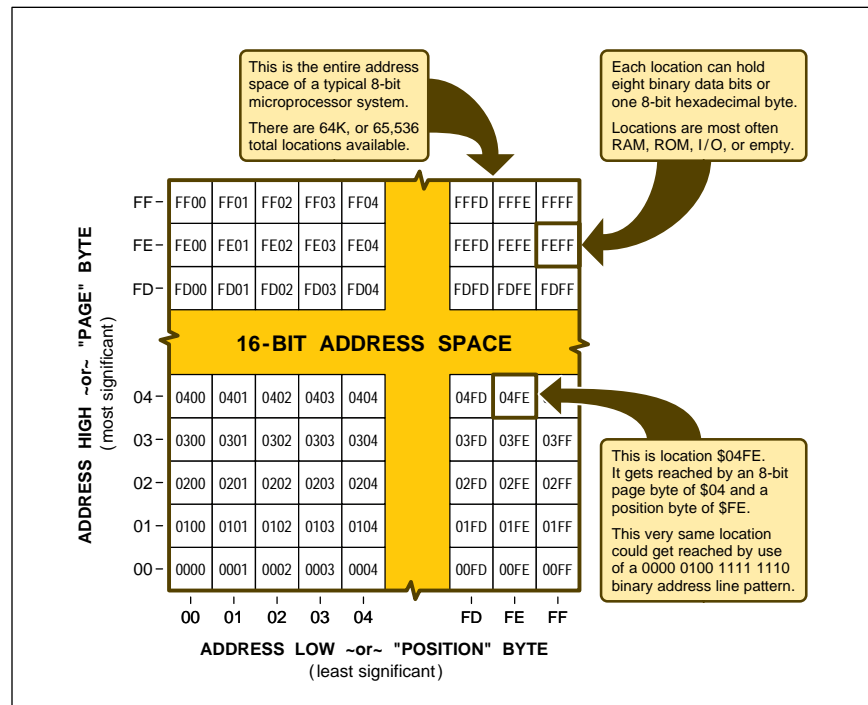 This is the entire address
space of a typical 8-bit
microprocessor system.
There are 64K, or 65,536
total locations available.
Each location can hold
eight binary data bits or
one 8-bit hexadecimal byte.
Locations are most often
RAM, ROM, I/O, or empty.
ADDRESS HIGH ~or~ "PAGE" BYTE
(most significant)
FF- FF00 FF01 FF02 FF03 FF04 FFFD FFFE FFFF
FE- FE00 FE01 FE02 FE03 FE04 FEFD FEFE FEFF
FD- FD00 FD01 FD02 FD03 FD04 FDFD FDFE FDFF
16-BIT ADDRESS SPACE
04- 0400 0401 0402 0403 0404 04FD 04FE
03- 0300 0301 0302 0303 0304 03FD 03FE 03FF
02- 0200 0201 0202 0203 0204 02FD 02FE 02FF
01- 0100 0101 0102 0103 0104 01FD 01FE 01FF
00- 0000 0001 0002 0003 0004 00FD 00FE 00FF
This is location $04FE.
It gets reached by an 8-bit
page byte of $04 and a
position byte of $FE.
This very same location
could get reached by use
of a 0000 0100 1111 1110
binary address line pattern.
00 01 02 03 04 FD FE FF
ADDRESS LOW ~or~ "POSITION" BYTE
(least significant)